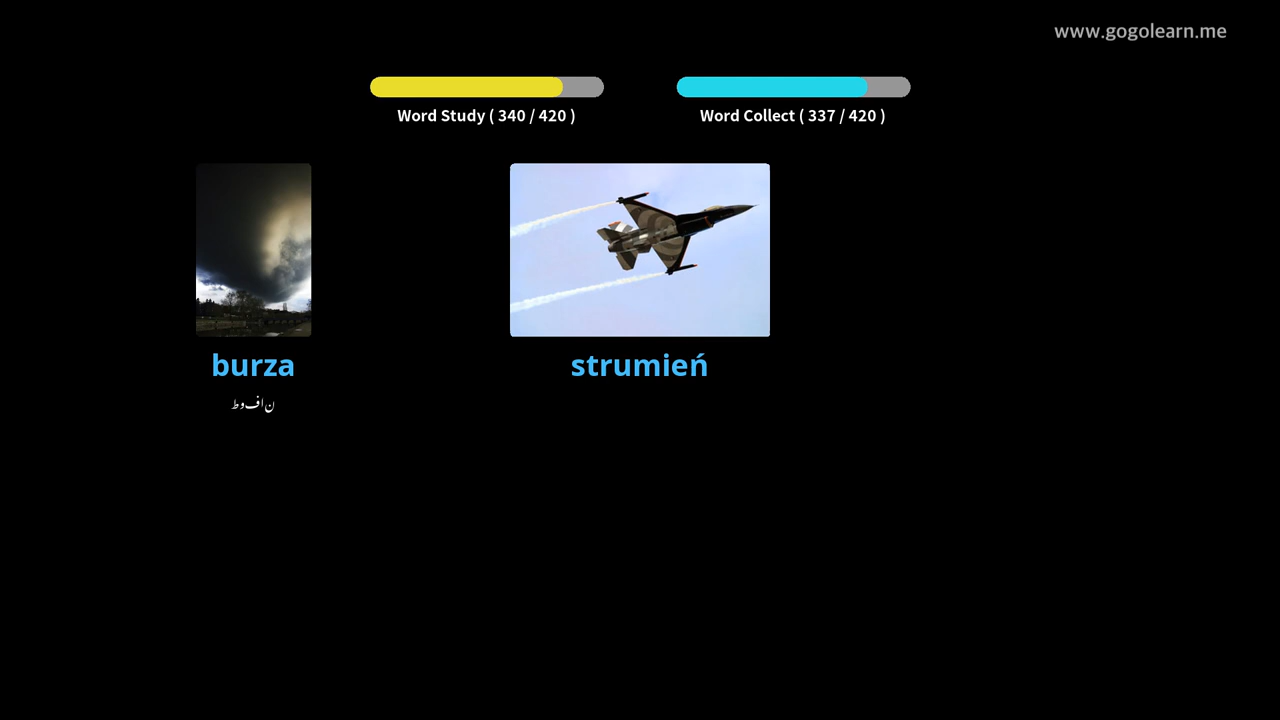 www.gogolearn.me
Word Study ( 340 / 420 )
Word Collect ( 337 / 420 )
burza
strumień
طوفان